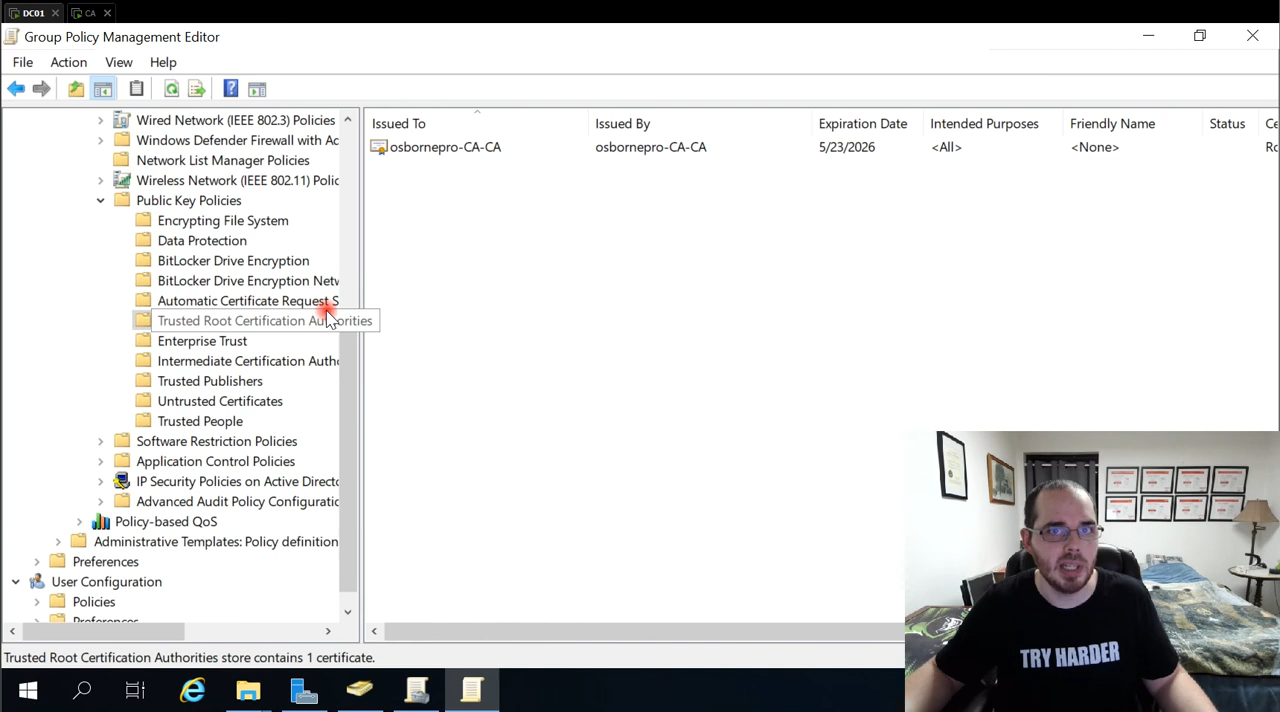 DC01
CA
Group Policy Management Editor
File Action View Help
Wired Network (IEEE 802.3) Policies
Windows Defender Firewall with Ad
Network List Manager Policies
Wireless Network (IEEE 802.11) Polic
Public Key Policies
Encrypting File System
Data Protection
BitLocker Drive Encryption
BitLocker Drive Encryption Netw
Automatic Certificate Request S
Trusted Root Certification Authorities
Enterprise Trust
Intermediate Certification Autho
Trusted Publishers
Untrusted Certificates
Trusted People
Software Restriction Policies
Application Control Policies
IP Security Policies on Active Directo
Advanced Audit Policy Configuratio
Policy-based QoS
Administrative Templates: Policy definition
Preferences
User Configuration
Policies
Preferences
Issued To Issued By Expiration Date Intended Purposes Friendly Name Status Ce
osbornepro-CA-CA osbornepro-CA-CA 5/23/2026 <All> <None> Ro
Trusted Root Certification Authorities store contains 1 certificate.
TRY HARDER